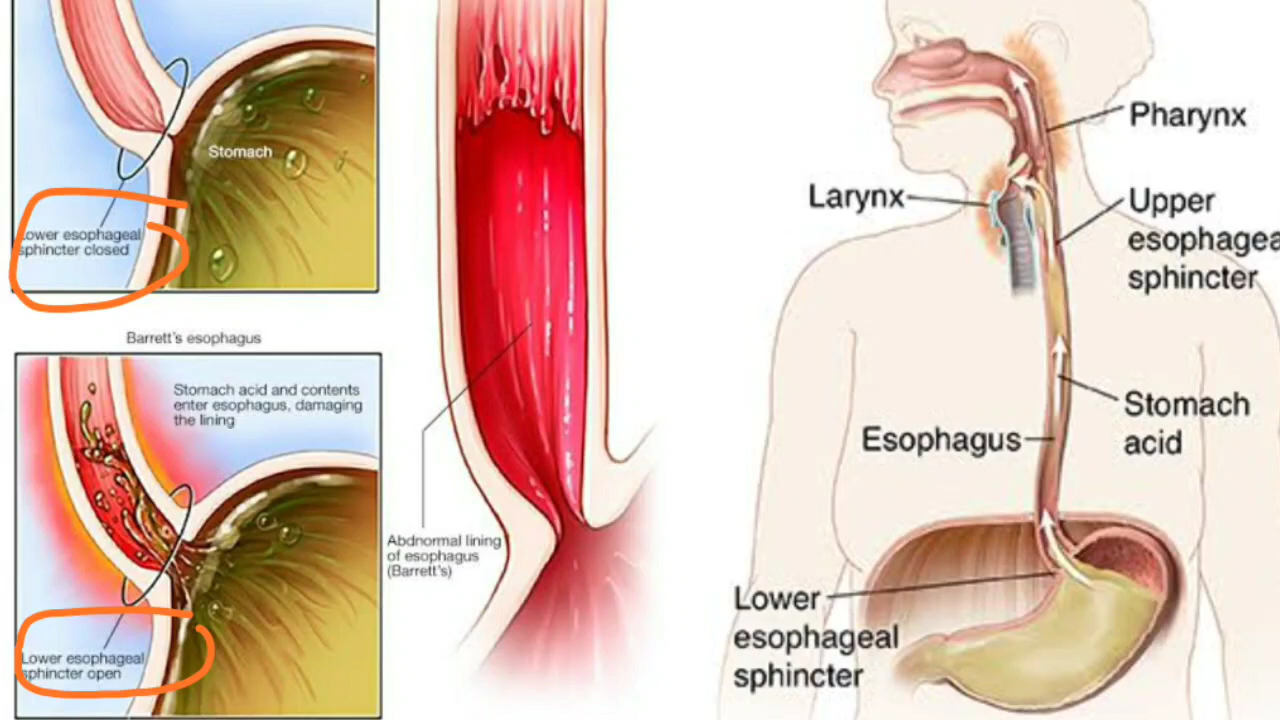 Stomach
Lower esophageal
sphincter closed
Barrett's esophagus
Stomach acid and contents
enter esophagus, damaging
the lining
Lower esophageal
sphincter open
Abdnormal lining
of esophagus
(Barrett's)
Pharynx
Larynx
Upper
esophagea
sphincter
Stomach
acid
Esophagus
Lower
esophageal
sphincter